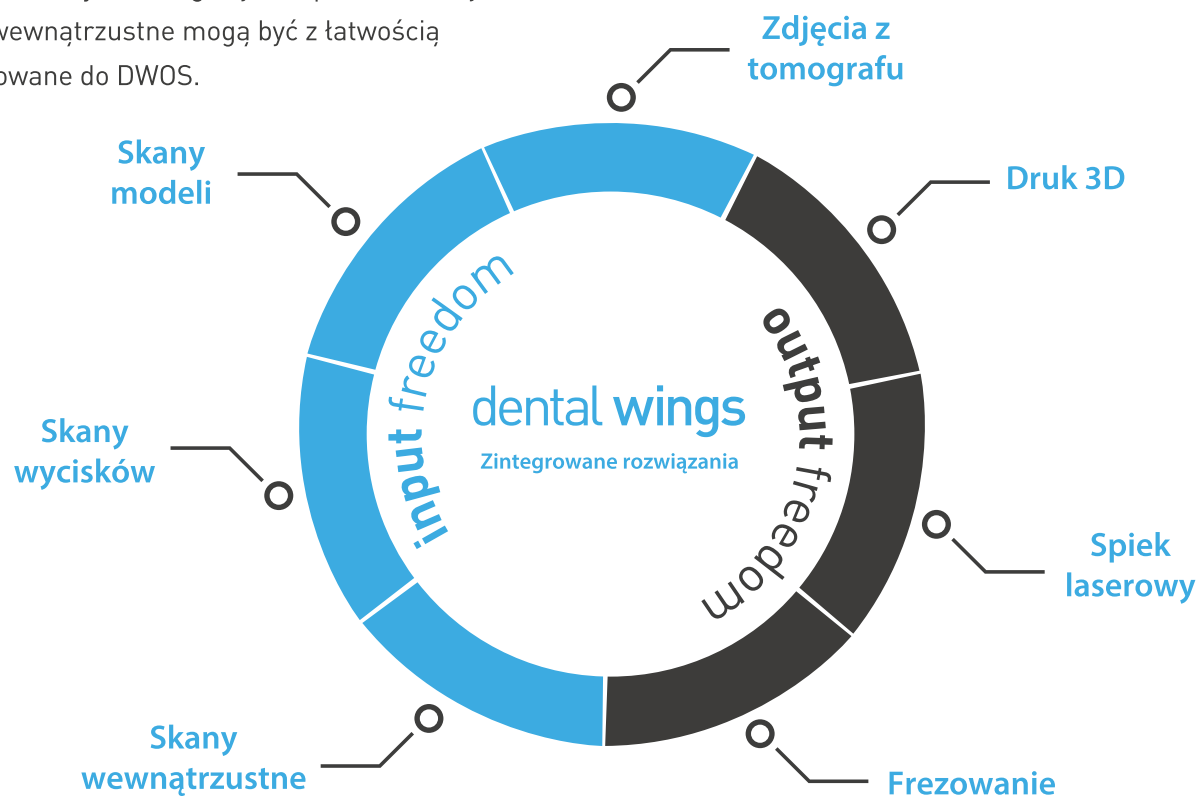 wewnątrzustne mogą być z łatwością
owane do DWOS.
Zdjęcia z
tomografu
Skany
modeli
Druk 3D
input freedom
output freedom
dental wings
Zintegrowane rozwiązania
Skany
wycisków
Spiek
laserowy
Skany
wewnątrzustne
Frezowanie